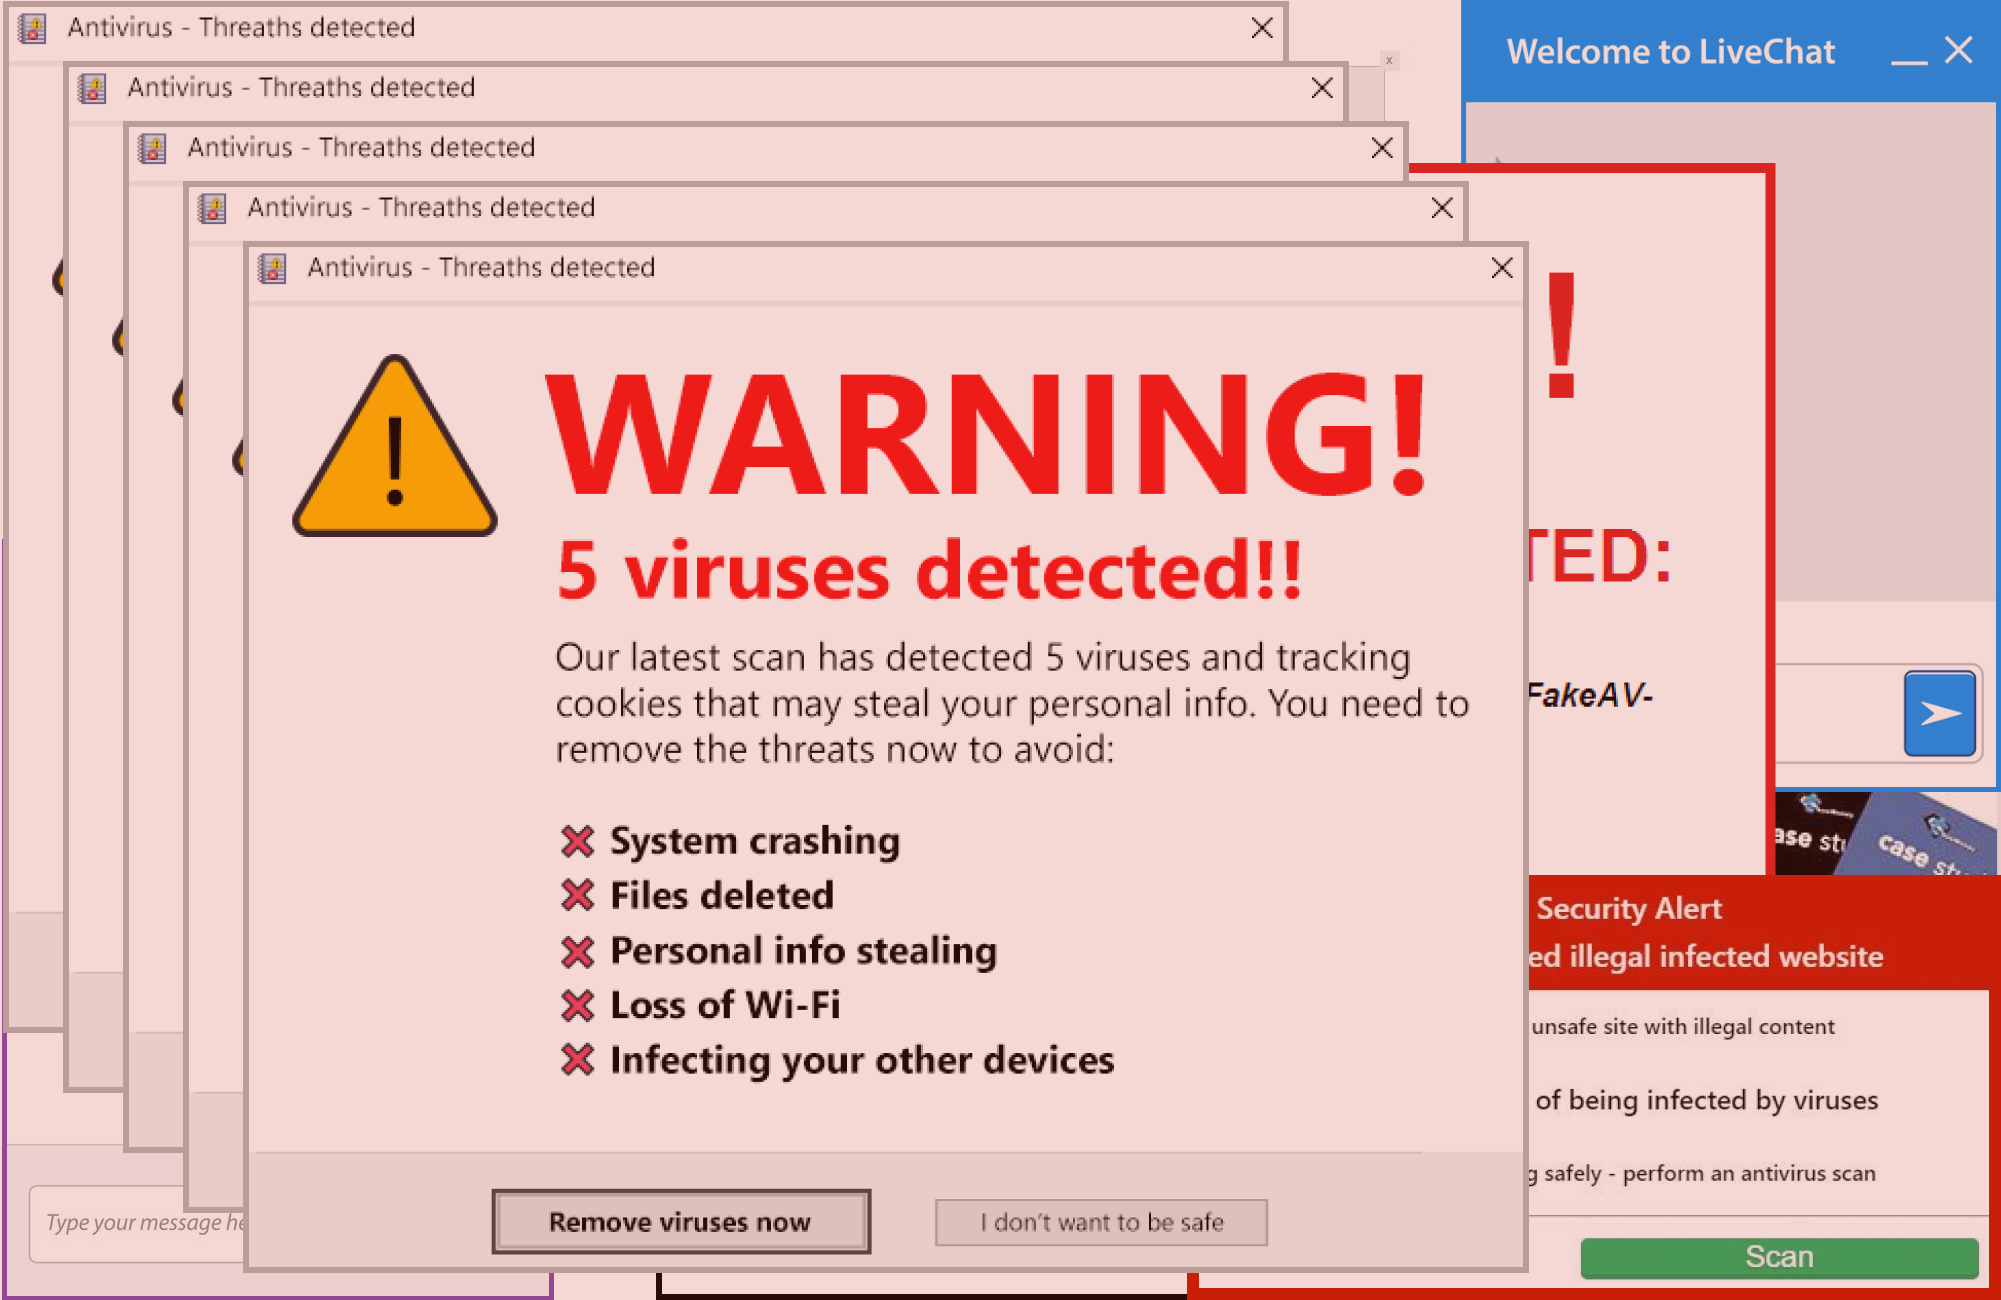 Antivirus - Threaths detected
Antivirus - Threaths detected
Antivirus - Threaths detected
Antivirus - Threaths detected
Antivirus - Threaths detected
x
Welcome to LiveChat
!
WARNING!
5 viruses detected!!
Our latest scan has detected 5 viruses and tracking
cookies that may steal your personal info. You need to
remove the threats now to avoid:
System crashing
Files deleted
Personal info stealing
Loss of Wi-Fi
Infecting your other devices
Remove viruses now
I don't want to be safe
TED:
FakeAV-
case
Security Alert
ed illegal infected website
unsafe site with illegal content
of being infected by viruses
g safely - perform an antivirus scan
Scan
Type your message he